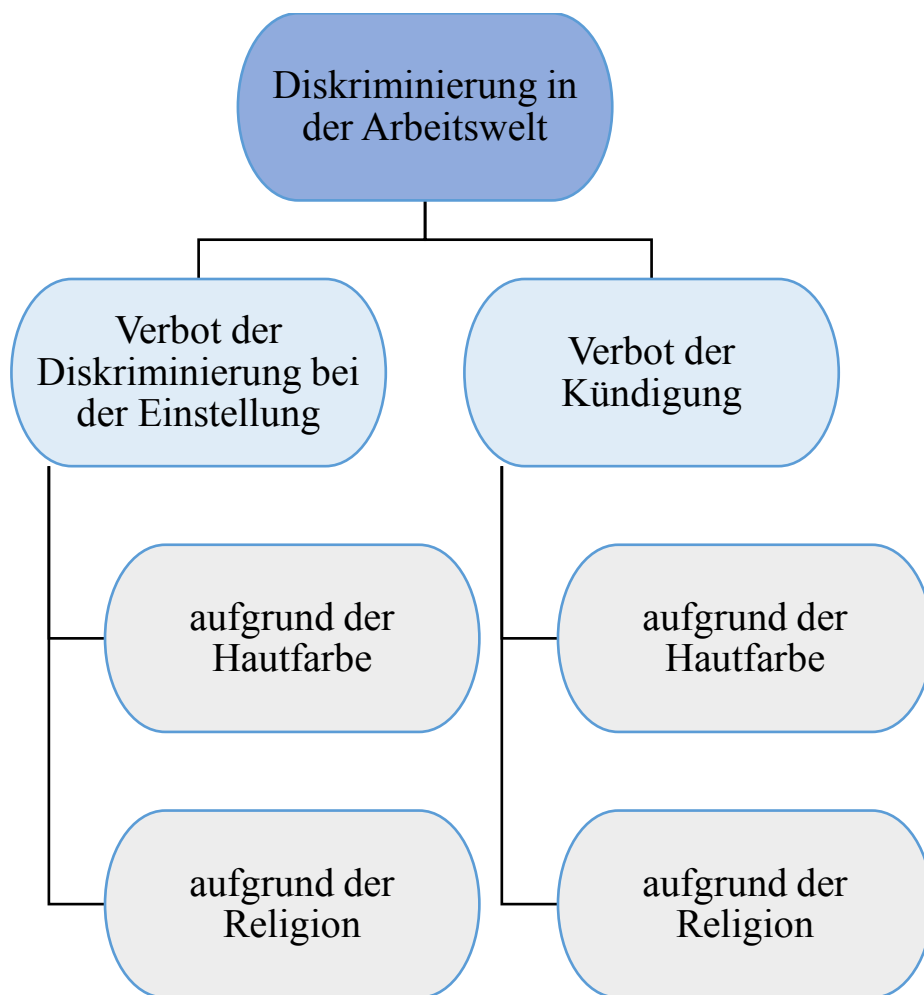 Diskriminierung in
der Arbeitswelt
Verbot der
Diskriminierung bei
der Einstellung
Verbot der
Kündigung
aufgrund der
Hautfarbe
aufgrund der
Hautfarbe
aufgrund der
Religion
aufgrund der
Religion